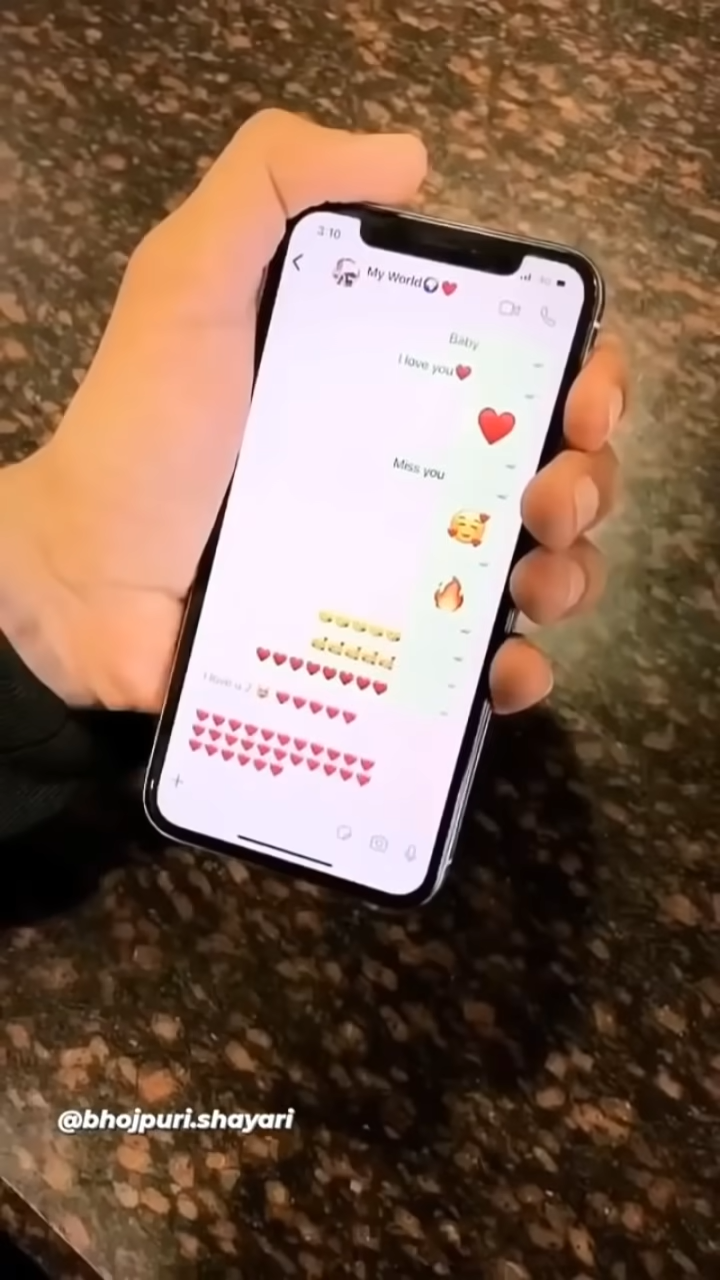 3:10
My World🌍❤️
Baby
I love you❤️
❤️
Miss you
🥰
🔥
I love u 2
@bhojpuri.shayari